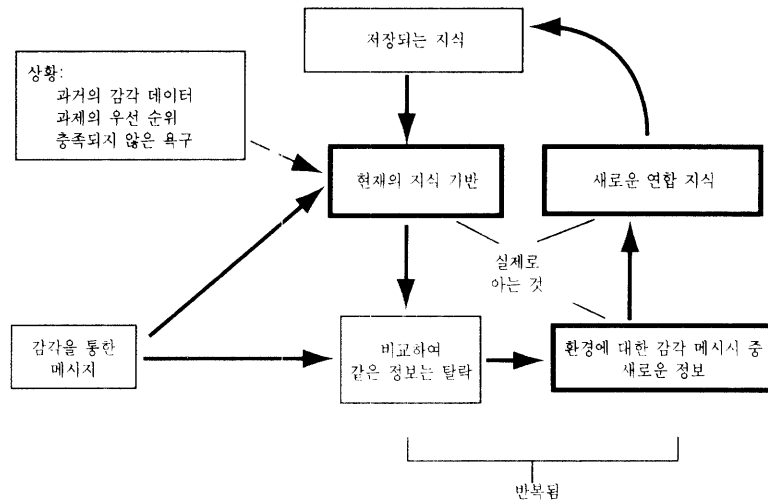 저장되는 지식
상황:
과거의 감각 데이터
과제의 우선 순위
충족되지 않은 욕구
현재의 지식 기반
새로운 연합 지식
실제로
아는 것
감각을 통한
메시지
비교하여
같은 정보는 탈락
환경에 대한 감각 메시시 중
새로운 정보
반복됨